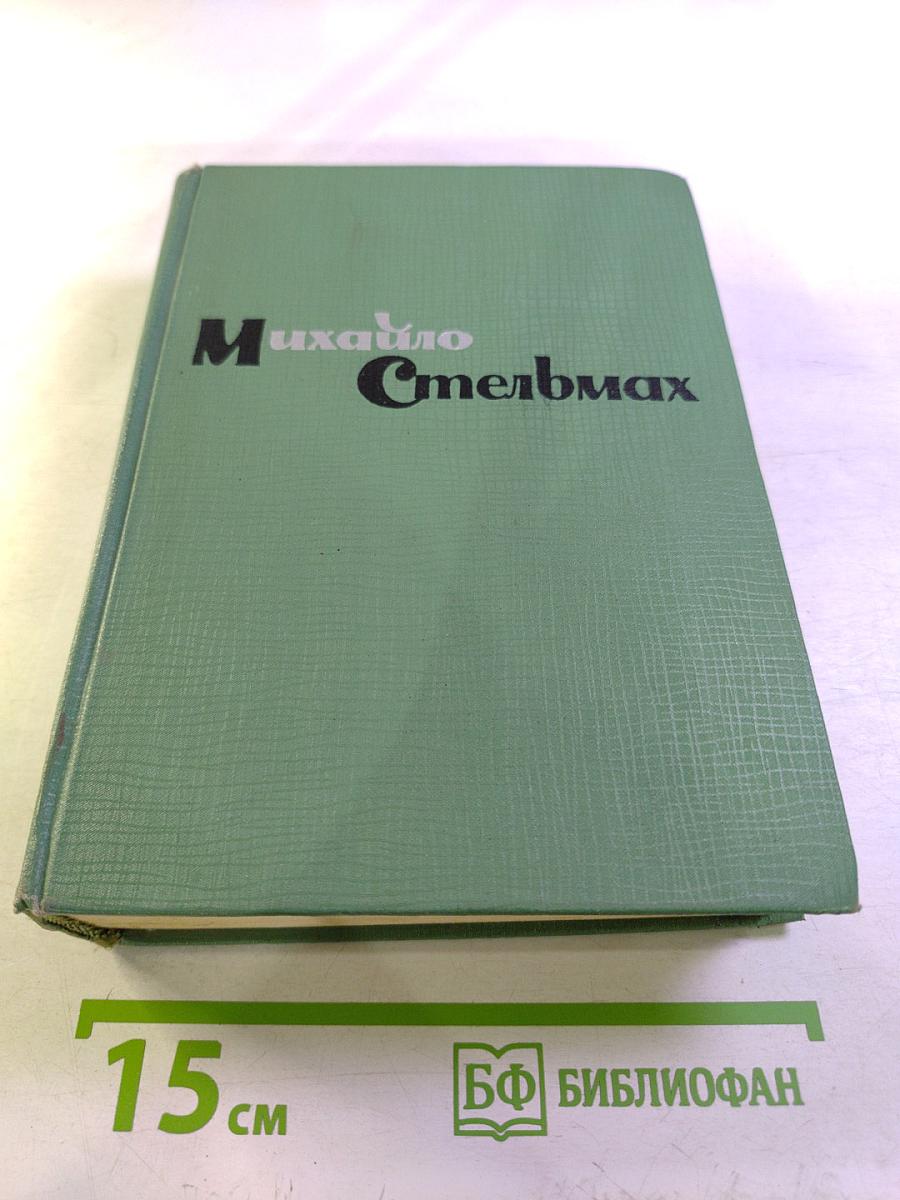 Михайло
Стельмах
15 см
БФ БИБЛИОФАН